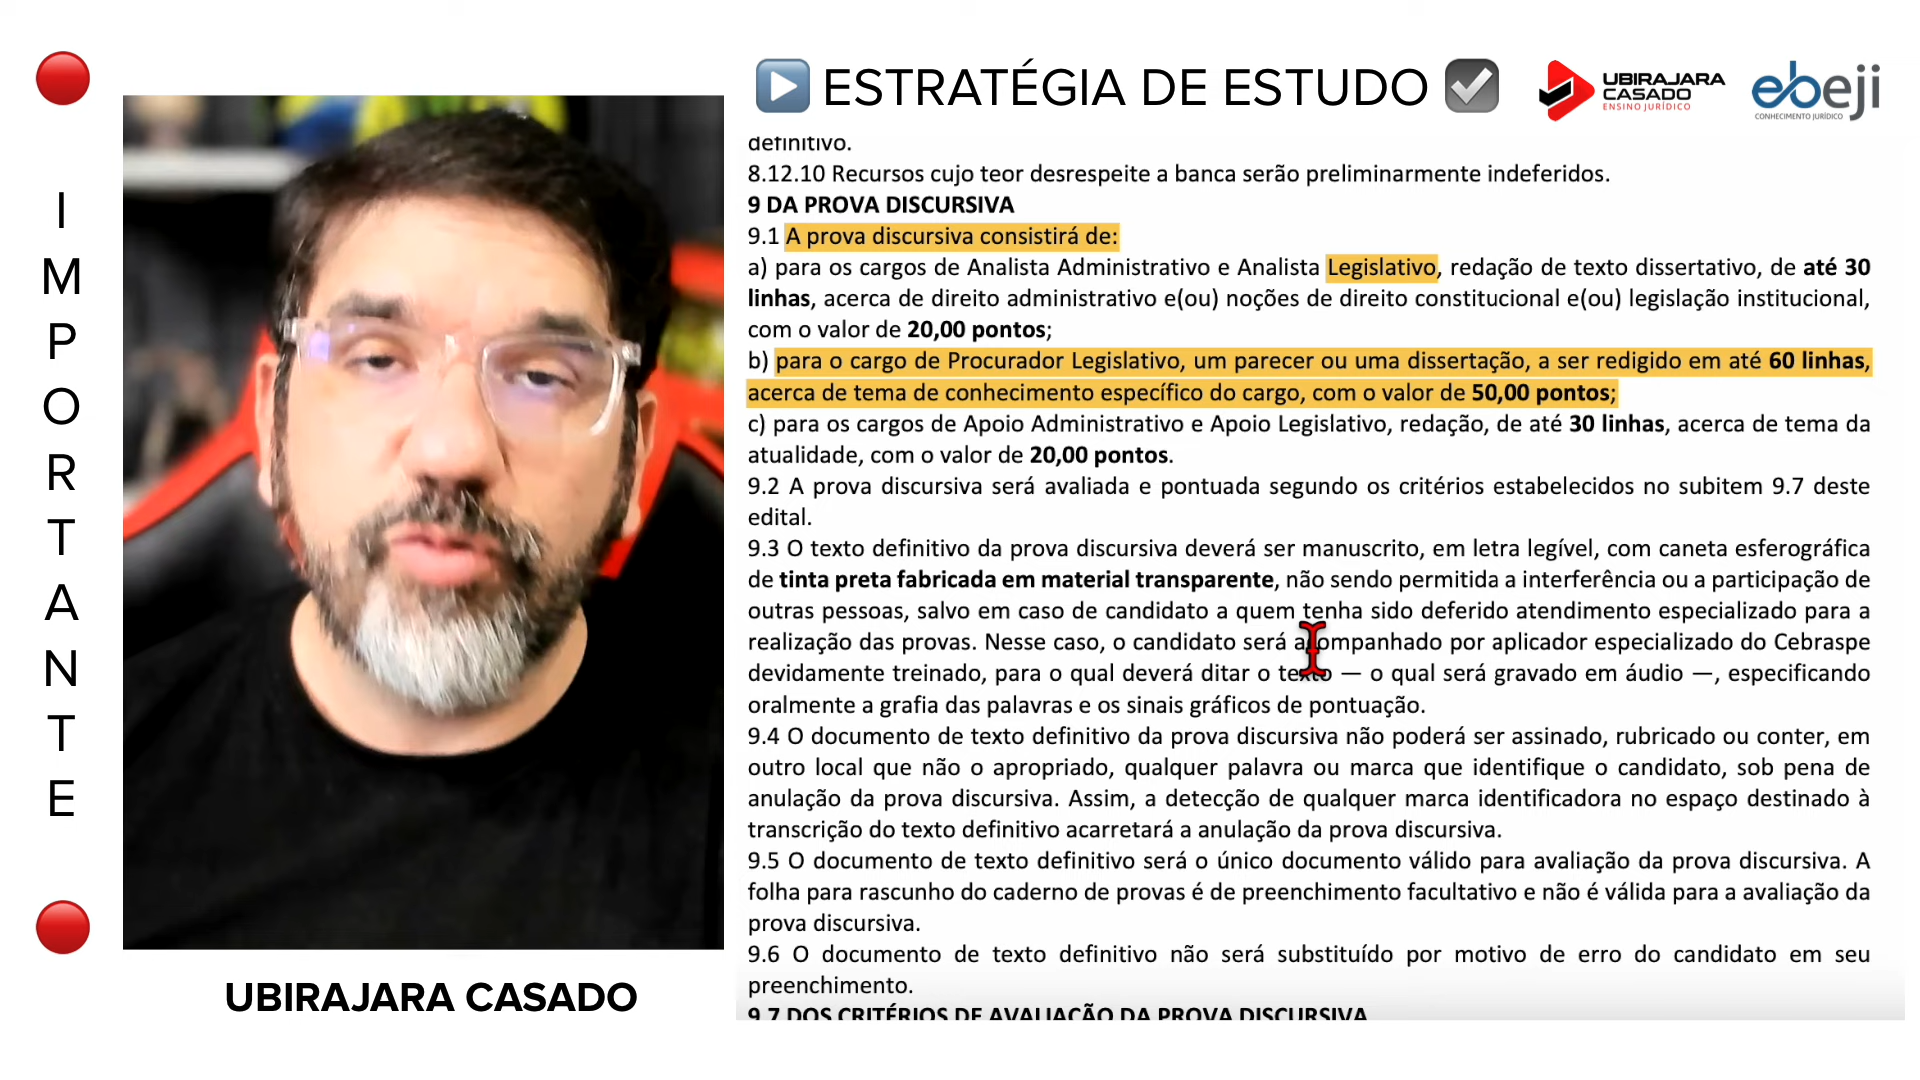 IMPORTANTE
UBIRAJARA CASADO
ESTRATÉGIA DE ESTUDO
UBIRAJARA
CASADO
ENSINO JURÍDICO
ebeji
CONHECIMENTO JURÍDICO
definitivo.
8.12.10 Recursos cujo teor desrespeite a banca serão preliminarmente indeferidos.
9 DA PROVA DISCURSIVA
9.1 A prova discursiva consistirá de:
a) para os cargos de Analista Administrativo e Analista Legislativo, redação de texto dissertativo, de até 30
linhas, acerca de direito administrativo e(ou) noções de direito constitucional e(ou) legislação institucional,
com o valor de 20,00 pontos;
b) para o cargo de Procurador Legislativo, um parecer ou uma dissertação, a ser redigido em até 60 linhas,
acerca de tema de conhecimento específico do cargo, com o valor de 50,00 pontos;
c) para os cargos de Apoio Administrativo e Apoio Legislativo, redação, de até 30 linhas, acerca de tema da
atualidade, com o valor de 20,00 pontos.
9.2 A prova discursiva será avaliada e pontuada segundo os critérios estabelecidos no subitem 9.7 deste
edital.
9.3 O texto definitivo da prova discursiva deverá ser manuscrito, em letra legível, com caneta esferográfica
de tinta preta fabricada em material transparente, não sendo permitida a interferência ou a participação de
outras pessoas, salvo em caso de candidato a quem tenha sido deferido atendimento especializado para a
realização das provas. Nesse caso, o candidato será acompanhado por aplicador especializado do Cebraspe
devidamente treinado, para o qual deverá ditar o texto — o qual será gravado em áudio —, especificando
oralmente a grafia das palavras e os sinais gráficos de pontuação.
9.4 O documento de texto definitivo da prova discursiva não poderá ser assinado, rubricado ou conter, em
outro local que não o apropriado, qualquer palavra ou marca que identifique o candidato, sob pena de
anulação da prova discursiva. Assim, a detecção de qualquer marca identificadora no espaço destinado à
transcrição do texto definitivo acarretará a anulação da prova discursiva.
9.5 O documento de texto definitivo será o único documento válido para avaliação da prova discursiva. A
folha para rascunho do caderno de provas é de preenchimento facultativo e não é válida para a avaliação da
prova discursiva.
9.6 O documento de texto definitivo não será substituído por motivo de erro do candidato em seu
preenchimento.
9.7 DOS CRITÉRIOS DE AVALIAÇÃO DA PROVA DISCURSIVA